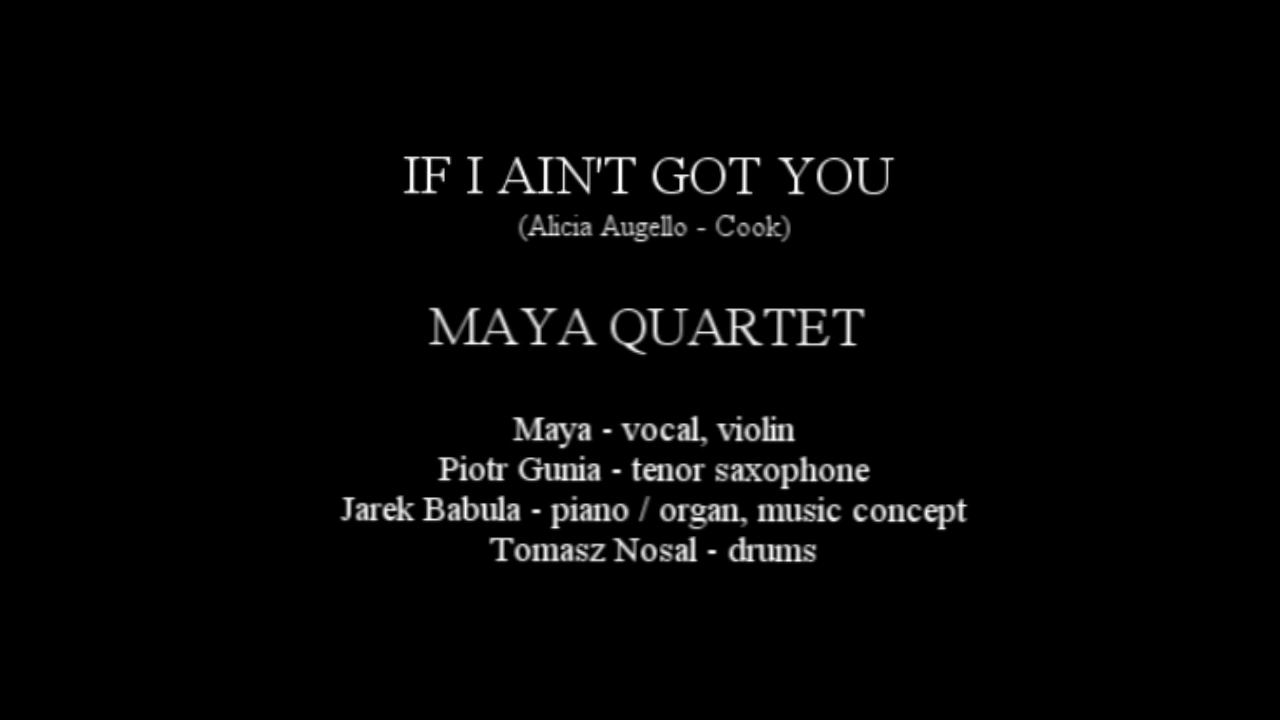 IF I AIN'T GOT YOU
(Alicia Augello - Cook)
MAYA QUARTET
Maya - vocal, violin
Piotr Gunia - tenor saxophone
Jarek Babula - piano / organ, music concept
Tomasz Nosal - drums